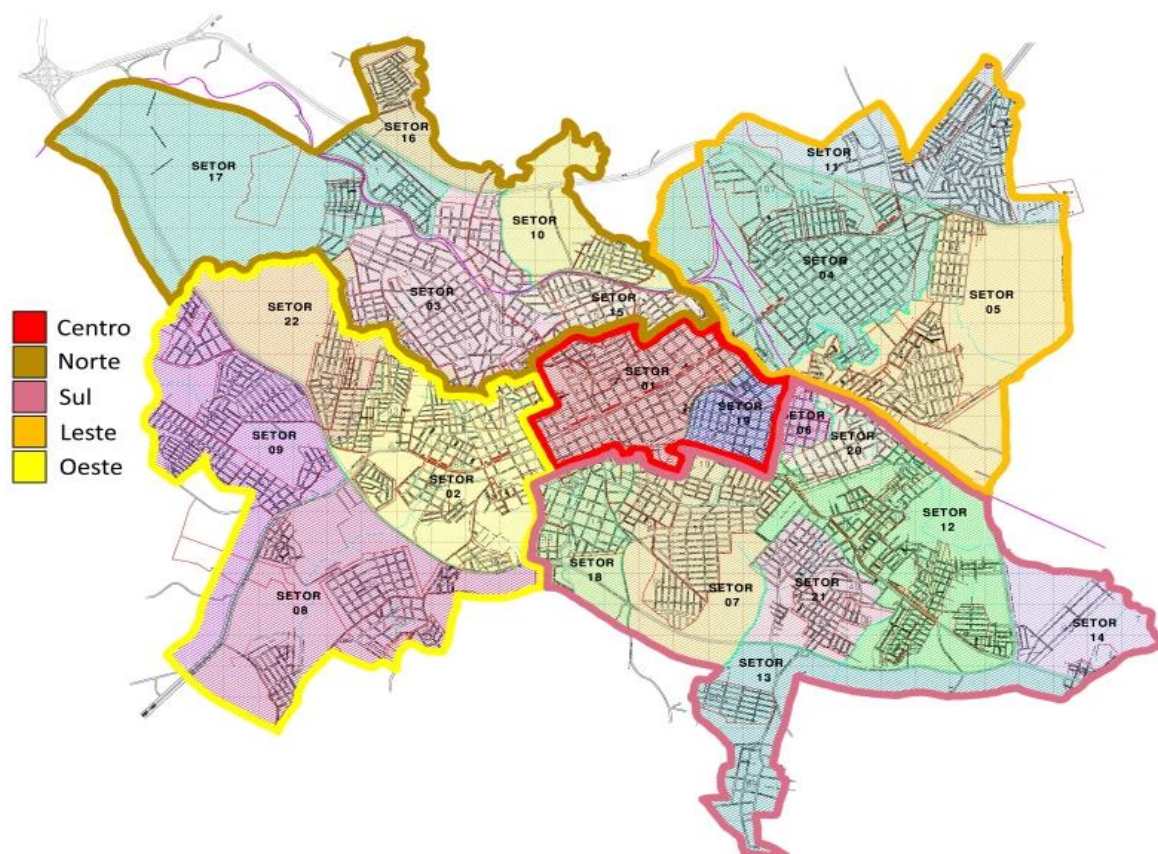 SETOR
16
SETOR
17
SETOR
11
SETOR
10
SETOR
04
SETOR
05
SETOR
22
SETOR
03
SETOR
15
SETOR
01
SETOR
19
SETOR
06
SETOR
20
SETOR
09
SETOR
02
SETOR
12
SETOR
18
SETOR
07
SETOR
21
SETOR
08
SETOR
14
SETOR
13
Centro
Norte
Sul
Leste
Oeste